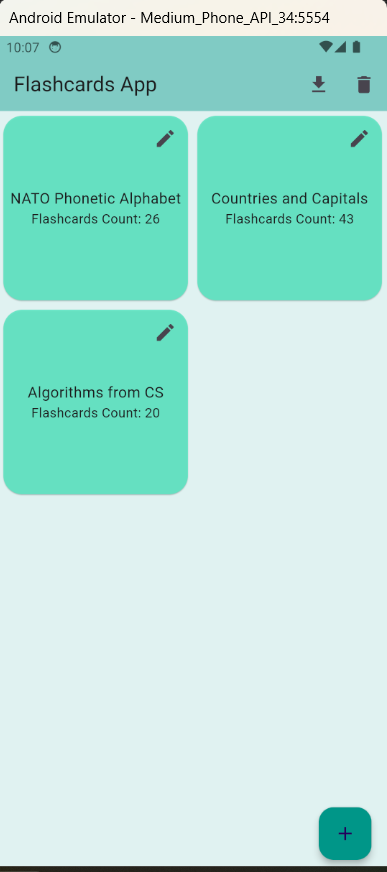 Android Emulator - Medium_Phone_API_34:5554
10:07
Flashcards App
NATO Phonetic Alphabet
Flashcards Count: 26
Countries and Capitals
Flashcards Count: 43
Algorithms from CS
Flashcards Count: 20